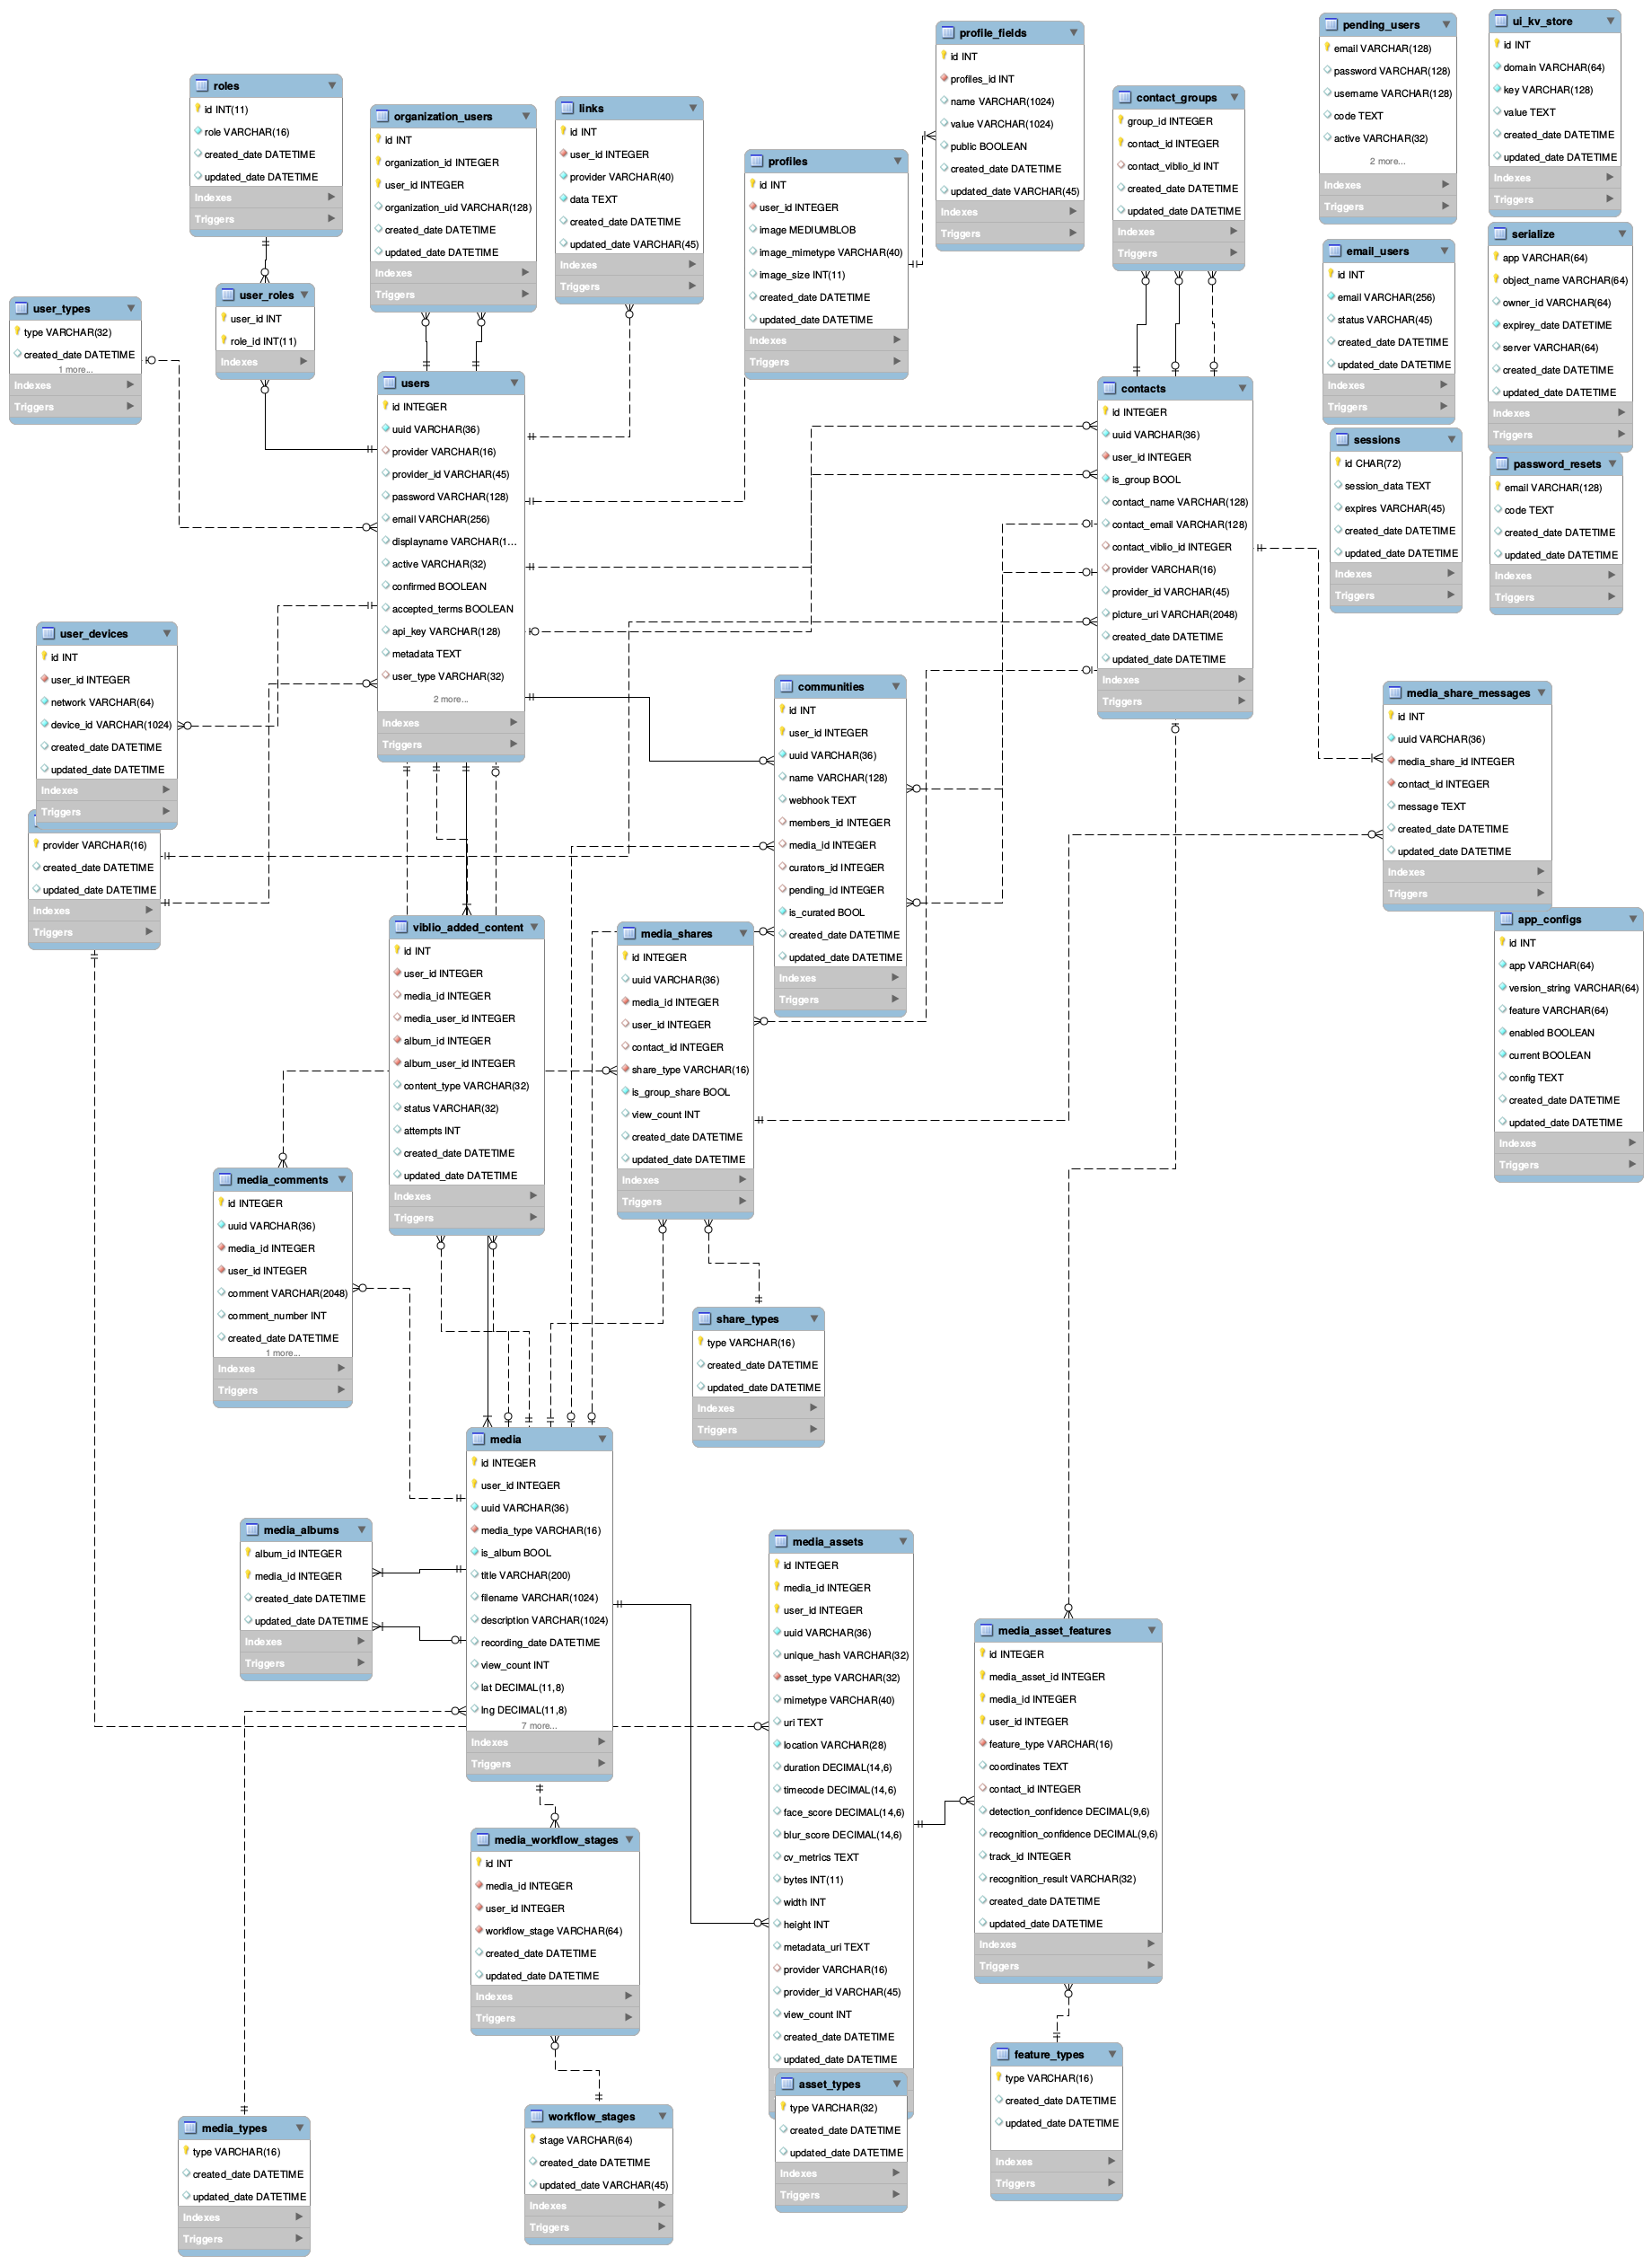 roles
id INT(11)
role VARCHAR(16)
created_date DATETIME
updated_date DATETIME
Indexes
Triggers
organization_users
id INT
organization_id INTEGER
user_id INTEGER
organization_uid VARCHAR(128)
created_date DATETIME
updated_date DATETIME
Indexes
Triggers
links
id INT
user_id INTEGER
provider VARCHAR(40)
data TEXT
created_date DATETIME
updated_date VARCHAR(45)
Indexes
Triggers
profiles
id INT
user_id INTEGER
image MEDIUMBLOB
image_mimetype VARCHAR(40)
image_size INT(11)
created_date DATETIME
updated_date DATETIME
Indexes
Triggers
profile_fields
id INT
profiles_id INT
name VARCHAR(1024)
value VARCHAR(1024)
public BOOLEAN
created_date DATETIME
updated_date VARCHAR(45)
Indexes
Triggers
contact_groups
group_id INTEGER
contact_id INTEGER
contact_viblio_id INT
created_date DATETIME
updated_date DATETIME
Indexes
Triggers
pending_users
email VARCHAR(128)
password VARCHAR(128)
username VARCHAR(128)
code TEXT
active VARCHAR(32)
2 more...
Indexes
Triggers
ui_kv_store
id INT
domain VARCHAR(64)
key VARCHAR(128)
value TEXT
created_date DATETIME
updated_date DATETIME
Indexes
Triggers
user_types
type VARCHAR(32)
created_date DATETIME
1 more...
Indexes
Triggers
user_roles
user_id INT
role_id INT(11)
Indexes
users
id INTEGER
uuid VARCHAR(36)
provider VARCHAR(16)
provider_id VARCHAR(45)
password VARCHAR(128)
email VARCHAR(256)
displayname VARCHAR(1...
active VARCHAR(32)
confirmed BOOLEAN
accepted_terms BOOLEAN
api_key VARCHAR(128)
metadata TEXT
user_type VARCHAR(32)
2 more...
Indexes
Triggers
contacts
id INTEGER
uuid VARCHAR(36)
user_id INTEGER
is_group BOOL
contact_name VARCHAR(128)
contact_email VARCHAR(128)
contact_viblio_id INTEGER
provider VARCHAR(16)
provider_id VARCHAR(45)
picture_uri VARCHAR(2048)
created_date DATETIME
updated_date DATETIME
Indexes
Triggers
email_users
id INT
email VARCHAR(256)
status VARCHAR(45)
created_date DATETIME
updated_date DATETIME
Indexes
Triggers
serialize
app VARCHAR(64)
object_name VARCHAR(64)
owner_id VARCHAR(64)
expirey_date DATETIME
server VARCHAR(64)
created_date DATETIME
updated_date DATETIME
Indexes
Triggers
sessions
id CHAR(72)
session_data TEXT
expires VARCHAR(45)
created_date DATETIME
updated_date DATETIME
Indexes
Triggers
password_resets
email VARCHAR(128)
code TEXT
created_date DATETIME
updated_date DATETIME
Indexes
Triggers
user_devices
id INT
user_id INTEGER
network VARCHAR(64)
device_id VARCHAR(1024)
created_date DATETIME
updated_date DATETIME
Indexes
Triggers
provider VARCHAR(16)
created_date DATETIME
updated_date DATETIME
Indexes
Triggers
communities
id INT
user_id INTEGER
uuid VARCHAR(36)
name VARCHAR(128)
webhook TEXT
members_id INTEGER
media_id INTEGER
curators_id INTEGER
pending_id INTEGER
is_curated BOOL
created_date DATETIME
updated_date DATETIME
Indexes
Triggers
media_share_messages
id INT
uuid VARCHAR(36)
media_share_id INTEGER
contact_id INTEGER
message TEXT
created_date DATETIME
updated_date DATETIME
Indexes
Triggers
app_configs
id INT
app VARCHAR(64)
version_string VARCHAR(64)
feature VARCHAR(64)
enabled BOOLEAN
current BOOLEAN
config TEXT
created_date DATETIME
updated_date DATETIME
Indexes
Triggers
viblio_added_content
id INT
user_id INTEGER
media_id INTEGER
media_user_id INTEGER
album_id INTEGER
album_user_id INTEGER
content_type VARCHAR(32)
status VARCHAR(32)
attempts INT
created_date DATETIME
updated_date DATETIME
Indexes
Triggers
media_shares
id INTEGER
uuid VARCHAR(36)
media_id INTEGER
user_id INTEGER
contact_id INTEGER
share_type VARCHAR(16)
is_group_share BOOL
view_count INT
created_date DATETIME
updated_date DATETIME
Indexes
Triggers
media_comments
id INTEGER
uuid VARCHAR(36)
media_id INTEGER
user_id INTEGER
comment VARCHAR(2048)
comment_number INT
created_date DATETIME
1 more...
Indexes
Triggers
share_types
type VARCHAR(16)
created_date DATETIME
updated_date DATETIME
Indexes
Triggers
media
id INTEGER
user_id INTEGER
uuid VARCHAR(36)
media_type VARCHAR(16)
is_album BOOL
title VARCHAR(200)
filename VARCHAR(1024)
description VARCHAR(1024)
recording_date DATETIME
view_count INT
lat DECIMAL(11,8)
lng DECIMAL(11,8)
7 more...
Indexes
Triggers
media_albums
album_id INTEGER
media_id INTEGER
created_date DATETIME
updated_date DATETIME
Indexes
Triggers
media_assets
id INTEGER
media_id INTEGER
user_id INTEGER
uuid VARCHAR(36)
unique_hash VARCHAR(32)
asset_type VARCHAR(32)
mimetype VARCHAR(40)
uri TEXT
location VARCHAR(28)
duration DECIMAL(14,6)
timecode DECIMAL(14,6)
face_score DECIMAL(14,6)
blur_score DECIMAL(14,6)
cv_metrics TEXT
bytes INT(11)
width INT
height INT
metadata_uri TEXT
provider VARCHAR(16)
provider_id VARCHAR(45)
view_count INT
created_date DATETIME
updated_date DATETIME
media_asset_features
id INTEGER
media_asset_id INTEGER
media_id INTEGER
user_id INTEGER
feature_type VARCHAR(16)
coordinates TEXT
contact_id INTEGER
detection_confidence DECIMAL(9,6)
recognition_confidence DECIMAL(9,6)
track_id INTEGER
recognition_result VARCHAR(32)
created_date DATETIME
updated_date DATETIME
Indexes
Triggers
media_workflow_stages
id INT
media_id INTEGER
user_id INTEGER
workflow_stage VARCHAR(64)
created_date DATETIME
updated_date DATETIME
Indexes
Triggers
feature_types
type VARCHAR(16)
created_date DATETIME
updated_date DATETIME
Indexes
Triggers
asset_types
type VARCHAR(32)
created_date DATETIME
updated_date DATETIME
Indexes
Triggers
workflow_stages
stage VARCHAR(64)
created_date DATETIME
updated_date VARCHAR(45)
Indexes
Triggers
media_types
type VARCHAR(16)
created_date DATETIME
updated_date DATETIME
Indexes
Triggers